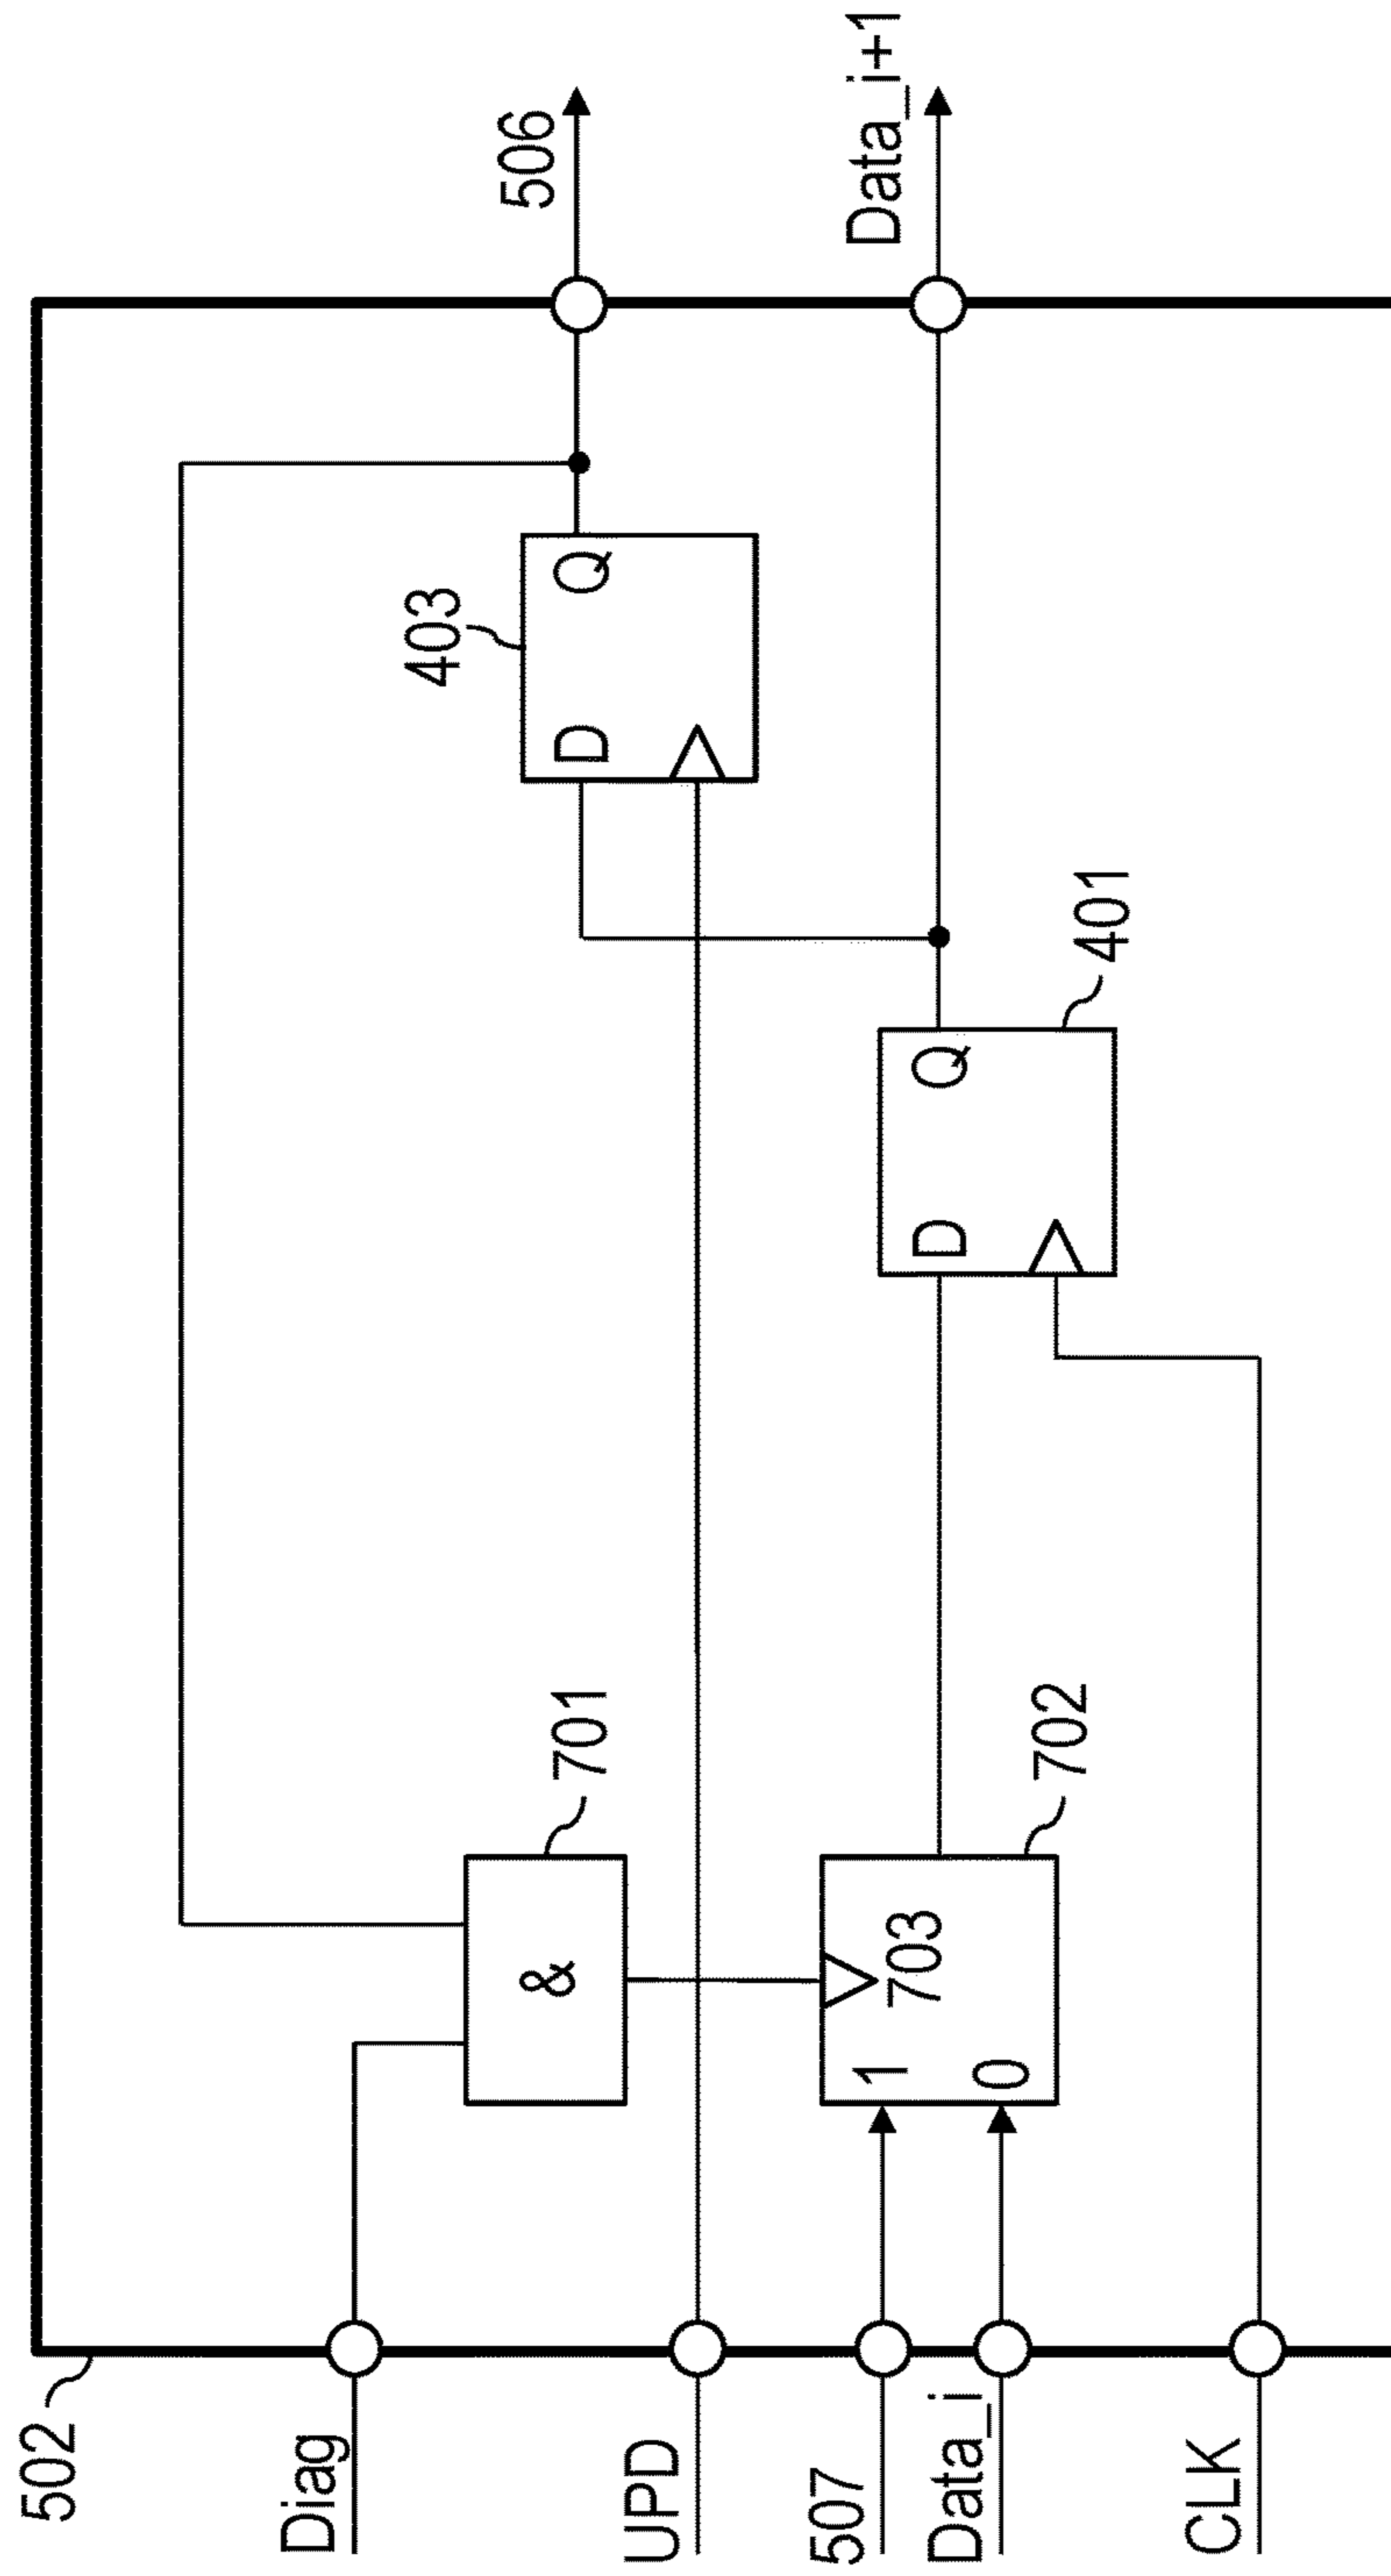 502
Diag
UPD
507
Data_i
CLK
&
701
1
703
0
702
D
Q
401
403
D
Q
506
Data_i+1